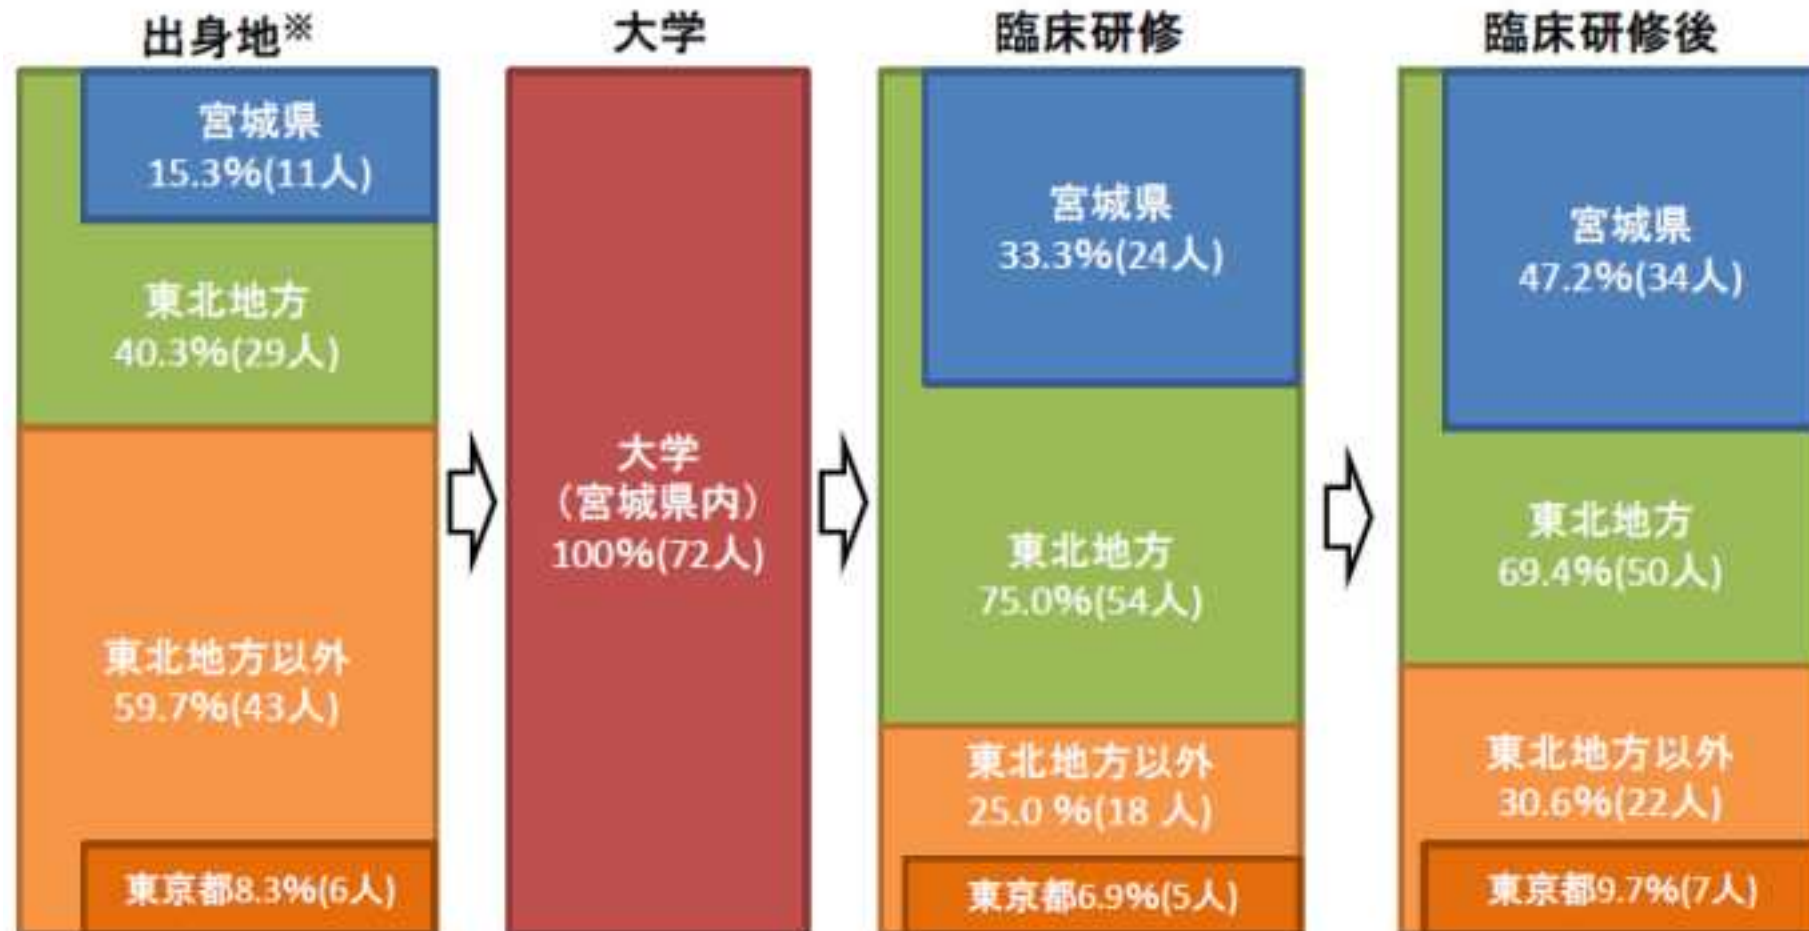 出身地※
宮城県
15.3%(11人)
東北地方
40.3%(29人)
東北地方以外
59.7%(43人)
東京都8.3%(6人)
大学
大学
（宮城県内）
100%(72人)
臨床研修
宮城県
33.3%(24人)
東北地方
75.0%(54人)
東北地方以外
25.0 %(18 人)
東京都6.9%(5人)
臨床研修後
宮城県
47.2%(34人)
東北地方
69.4%(50人)
東北地方以外
30.6%(22人)
東京都9.7%(7人)